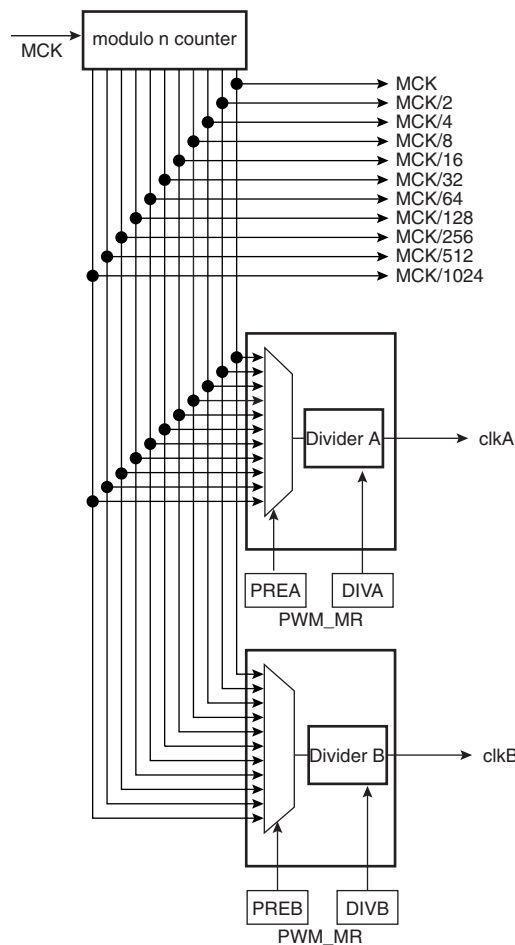 modulo n counter
MCK
MCK
MCK/2
MCK/4
MCK/8
MCK/16
MCK/32
MCK/64
MCK/128
MCK/256
MCK/512
MCK/1024
Divider A
clkA
PREA
DIVA
PWM_MR
Divider B
clkB
PREB
DIVB
PWM_MR